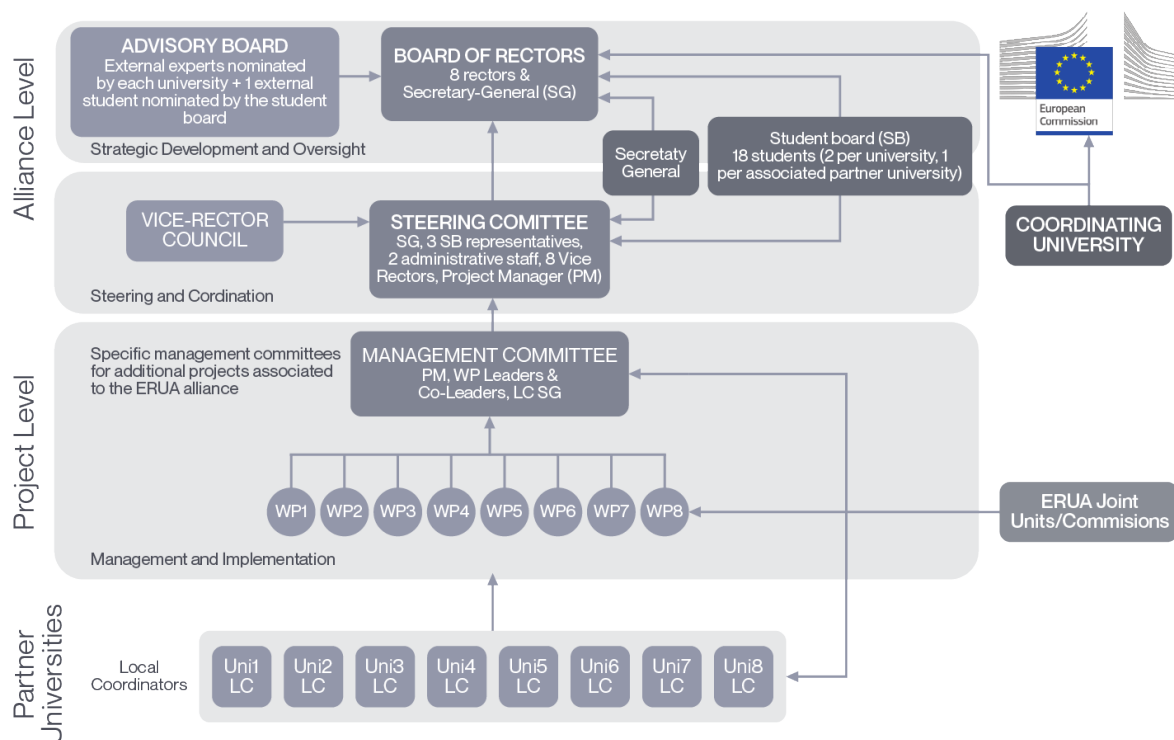 Alliance Level
ADVISORY BOARD
External experts nominated
by each university + 1 external
student nominated by the student
board
BOARD OF RECTORS
8 rectors &
Secretary-General (SG)
Strategic Development and Oversight
Secretaty
General
Student board (SB)
18 students (2 per university, 1
per associated partner university)
European
Commission
COORDINATING
UNIVERSITY
VICE-RECTOR
COUNCIL
STEERING COMITTEE
SG, 3 SB representatives,
2 administrative staff, 8 Vice
Rectors, Project Manager (PM)
Steering and Cordination
Project Level
Specific management committees
for additional projects associated
to the ERUA alliance
MANAGEMENT COMMITTEE
PM, WP Leaders &
Co-Leaders, LC SG
WP1 WP2 WP3 WP4 WP5 WP6 WP7 WP8
ERUA Joint
Units/Commisions
Management and Implementation
Partner
Universities
Local
Coordinators
Uni1 Uni2 Uni3 Uni4 Uni5 Uni6 Uni7 Uni8
LC LC LC LC LC LC LC LC